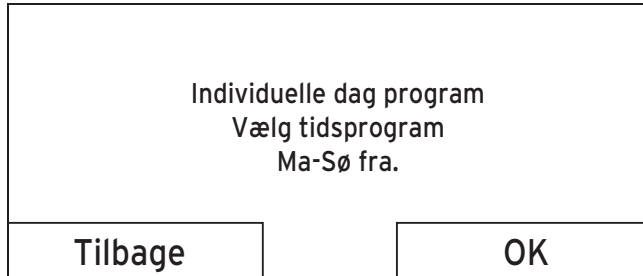 Individuelle dag program
Vælg tidsprogram
Ma-Sø fra.
Tilbage
OK